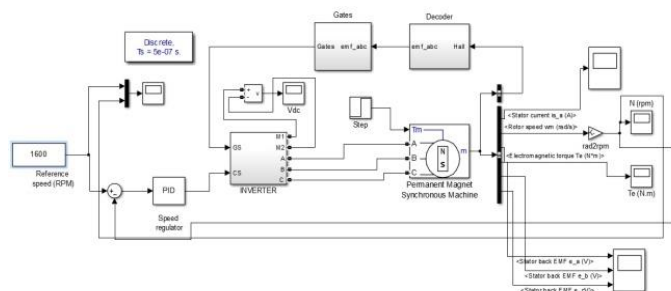 Gates
Decoder
Discrete,
Ts = 5e-07 s.
Gates
emf_abc
emf_abc
Hall
v
Vdc
Step
N (rpm)
<Stator current is_a (A)>
<Rotor speed wm (rad/s)>
rad2rpm
<Electromagnetic torque Te (N*m)>
Te (N.m)
1600
Reference
speed (RPM)
PID
Speed
regulator
GS
CS
M1
M2
A
B
C
INVERTER
Tm
A
B
C
N
S
m
Permanent Magnet
Synchronous Machine
<Stator back EMF e_a (V)>
<Stator back EMF e_b (V)>